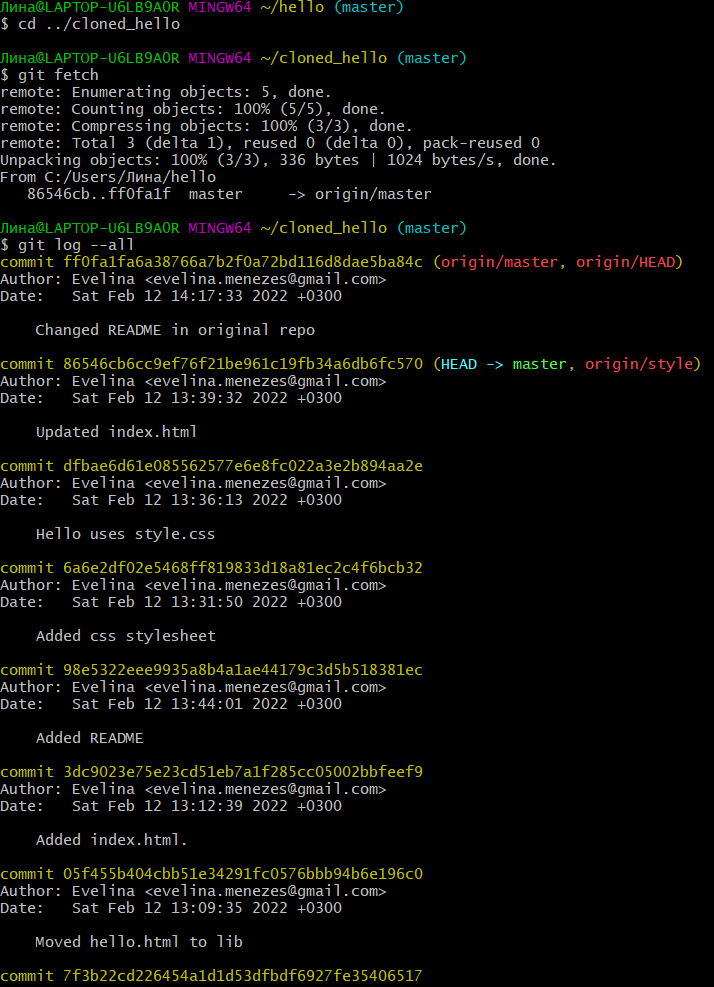 Лина@LAPTOP-U6LB9AOR MINGW64 ~/hello (master)
$ cd ../cloned_hello
Лина@LAPTOP-U6LB9AOR MINGW64 ~/cloned_hello (master)
$ git fetch
remote: Enumerating objects: 5, done.
remote: Counting objects: 100% (5/5), done.
remote: Compressing objects: 100% (3/3), done.
remote: Total 3 (delta 1), reused 0 (delta 0), pack-reused 0
Unpacking objects: 100% (3/3), 336 bytes | 1024 bytes/s, done.
From C:/Users/Лина/hello
   86546cb..ff0fa1f  master     -> origin/master
Лина@LAPTOP-U6LB9AOR MINGW64 ~/cloned_hello (master)
$ git log --all
commit ff0fa1fa6a38766a7b2f0a72bd116d8dae5ba84c (origin/master, origin/HEAD)
Author: Evelina <evelina.menezes@gmail.com>
Date:   Sat Feb 12 14:17:33 2022 +0300
    Changed README in original repo
commit 86546cb6cc9ef76f21be961c19fb34a6db6fc570 (HEAD -> master, origin/style)
Author: Evelina <evelina.menezes@gmail.com>
Date:   Sat Feb 12 13:39:32 2022 +0300
    Updated index.html
commit dfbae6d61e085562577e6e8fc022a3e2b894aa2e
Author: Evelina <evelina.menezes@gmail.com>
Date:   Sat Feb 12 13:36:13 2022 +0300
    Hello uses style.css
commit 6a6e2df02e5468ff819833d18a81ec2c4f6bcb32
Author: Evelina <evelina.menezes@gmail.com>
Date:   Sat Feb 12 13:31:50 2022 +0300
    Added css stylesheet
commit 98e5322eee9935a8b4a1ae44179c3d5b518381ec
Author: Evelina <evelina.menezes@gmail.com>
Date:   Sat Feb 12 13:44:01 2022 +0300
    Added README
commit 3dc9023e75e23cd51eb7a1f285cc05002bbfeef9
Author: Evelina <evelina.menezes@gmail.com>
Date:   Sat Feb 12 13:12:39 2022 +0300
    Added index.html.
commit 05f455b404cbb51e34291fc0576bbb94b6e196c0
Author: Evelina <evelina.menezes@gmail.com>
Date:   Sat Feb 12 13:09:35 2022 +0300
    Moved hello.html to lib
commit 7f3b22cd226454a1d1d53dfbdf6927fe35406517